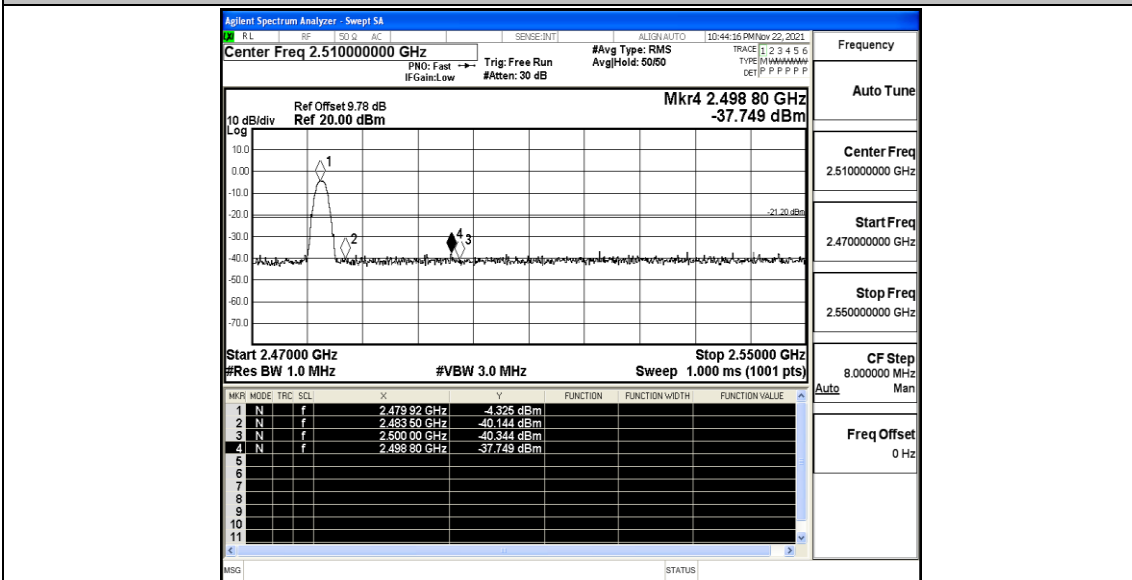 Agilent Spectrum Analyzer - Swept SA
RL RF 50 Ω AC SENSE:INT ALIGN AUTO 10:44:16 PM Nov 22, 2021
Center Freq 2.510000000 GHz
PNO: Fast
IFGain:Low
Trig: Free Run
#Atten: 30 dB
#Avg Type: RMS
Avg|Hold: 50/50
TRACE 1 2 3 4 5 6
TYPE M WWWWW
DET P P P P P P
Frequency
Auto Tune
Center Freq
2.510000000 GHz
Start Freq
2.470000000 GHz
Stop Freq
2.550000000 GHz
CF Step
8.000000 MHz
Auto Man
Freq Offset
0 Hz
Mkr4 2.498 80 GHz
-37.749 dBm
Ref Offset 9.78 dB
10 dB/div Ref 20.00 dBm
Log
10.0
0.00
-10.0
-20.0
-30.0
-40.0
-50.0
-60.0
-70.0
1
2
4
3
-21.20 dBm
Start 2.47000 GHz Stop 2.55000 GHz
#Res BW 1.0 MHz #VBW 3.0 MHz Sweep 1.000 ms (1001 pts)
MKR MODE TRC SCL X Y FUNCTION FUNCTION WIDTH FUNCTION VALUE
1 N f 2.479 92 GHz -4.325 dBm
2 N f 2.483 50 GHz -40.144 dBm
3 N f 2.500 00 GHz -40.344 dBm
4 N f 2.498 80 GHz -37.749 dBm
5
6
7
8
9
10
11
MSG STATUS